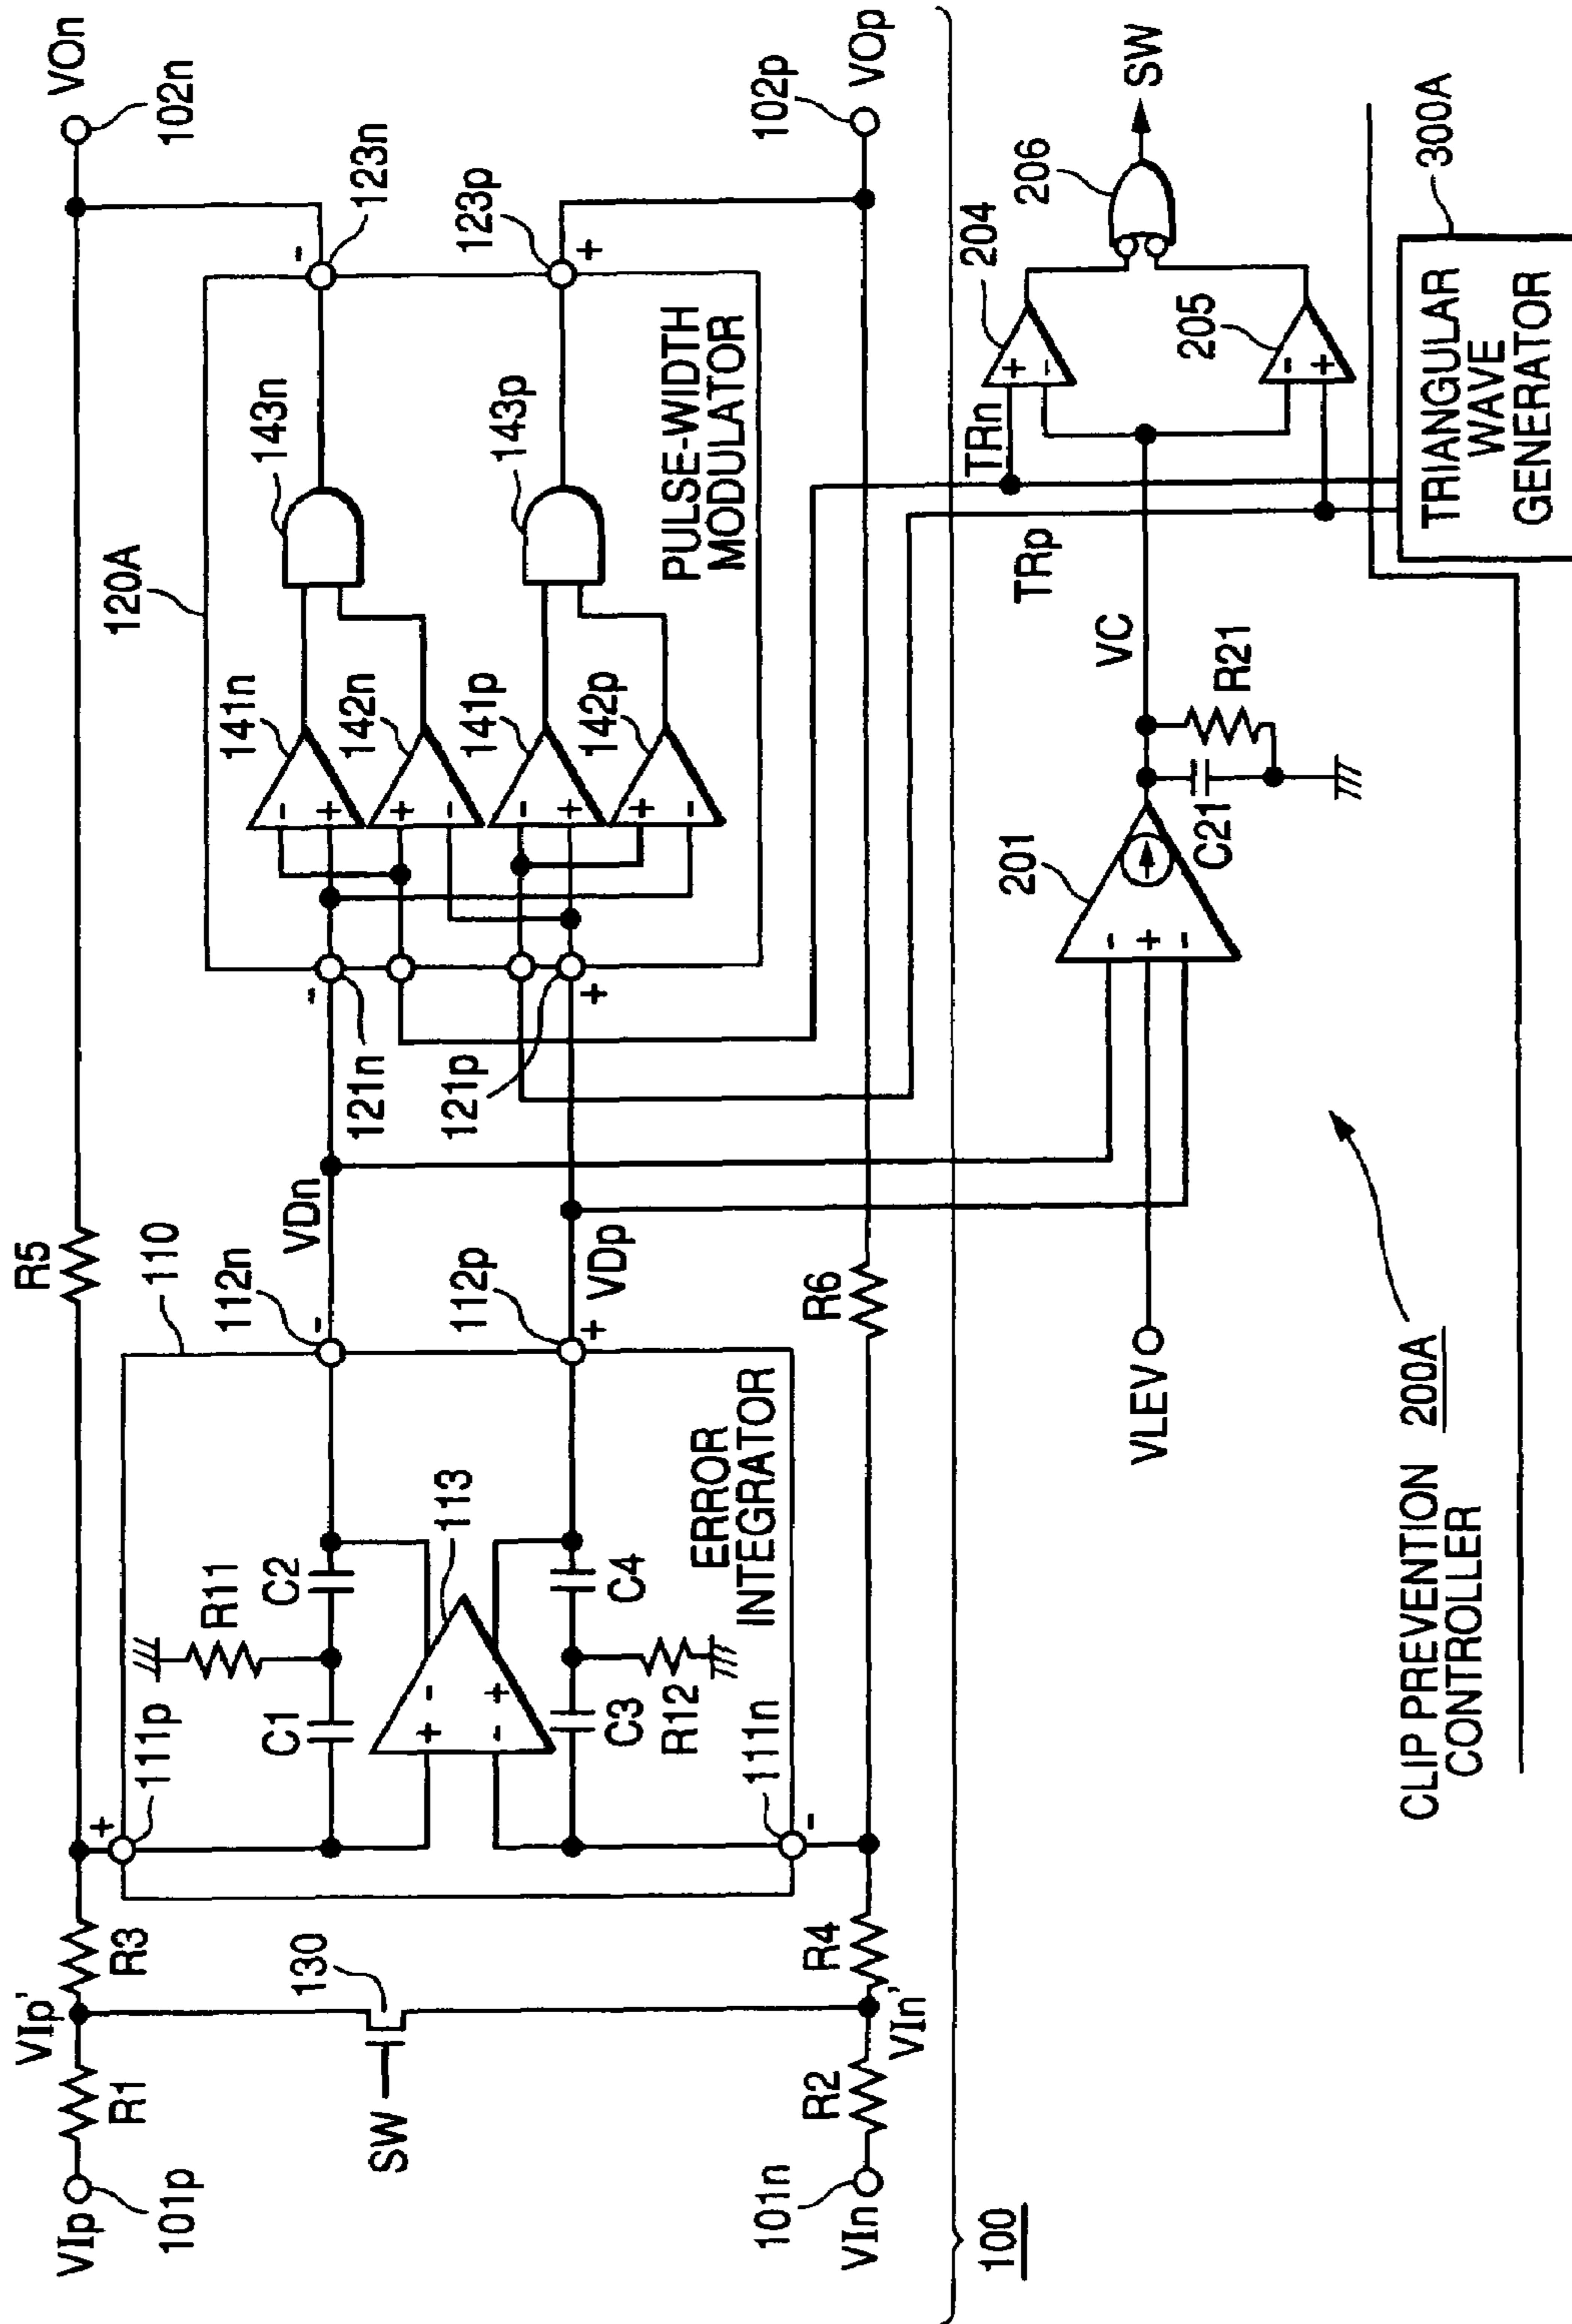 VOn
102n
R5
VIp'
R3
R1
VIp
101p
110
111p
+
R11
C1
C2
113
+
-
-
+
C3
C4
R12
111n
-
ERROR
INTEGRATOR
112n
-
112p
+
VDn
VDp
120A
121n
-
121p
+
141n
-
+
142n
+
-
141p
-
+
142p
+
-
143n
143p
PULSE-WIDTH
MODULATOR
123n
-
123p
+
130
SW
R4
R2
VIn'
VIn
101n
R6
102p
VOp
100
VLEV
201
-
+
-
C21
R21
VC
TRn
TRp
204
+
-
205
-
+
206
SW
CLIP PREVENTION 200A
CONTROLLER
300A
TRIANGULAR
WAVE
GENERATOR